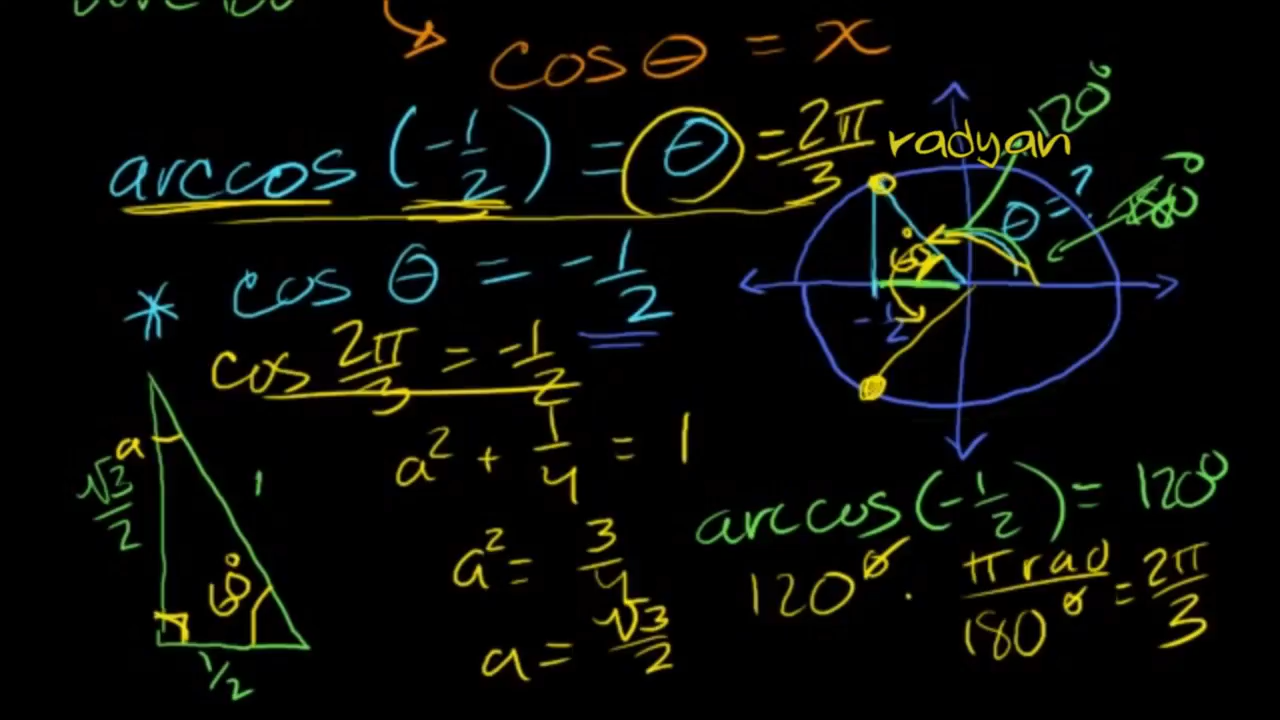 cos θ = x
arccos (-1/2) = θ = 2π/3 radyan
120°
θ = ?
180°
* cos θ = -1/2
-1/2
60°
cos 2π/3 = -1/2
a
√3/2
1
60°
1/2
a² + 1/4 = 1
a² = 3/4
a = √3/2
arccos (-1/2) = 120°
120° · π rad/180° = 2π/3